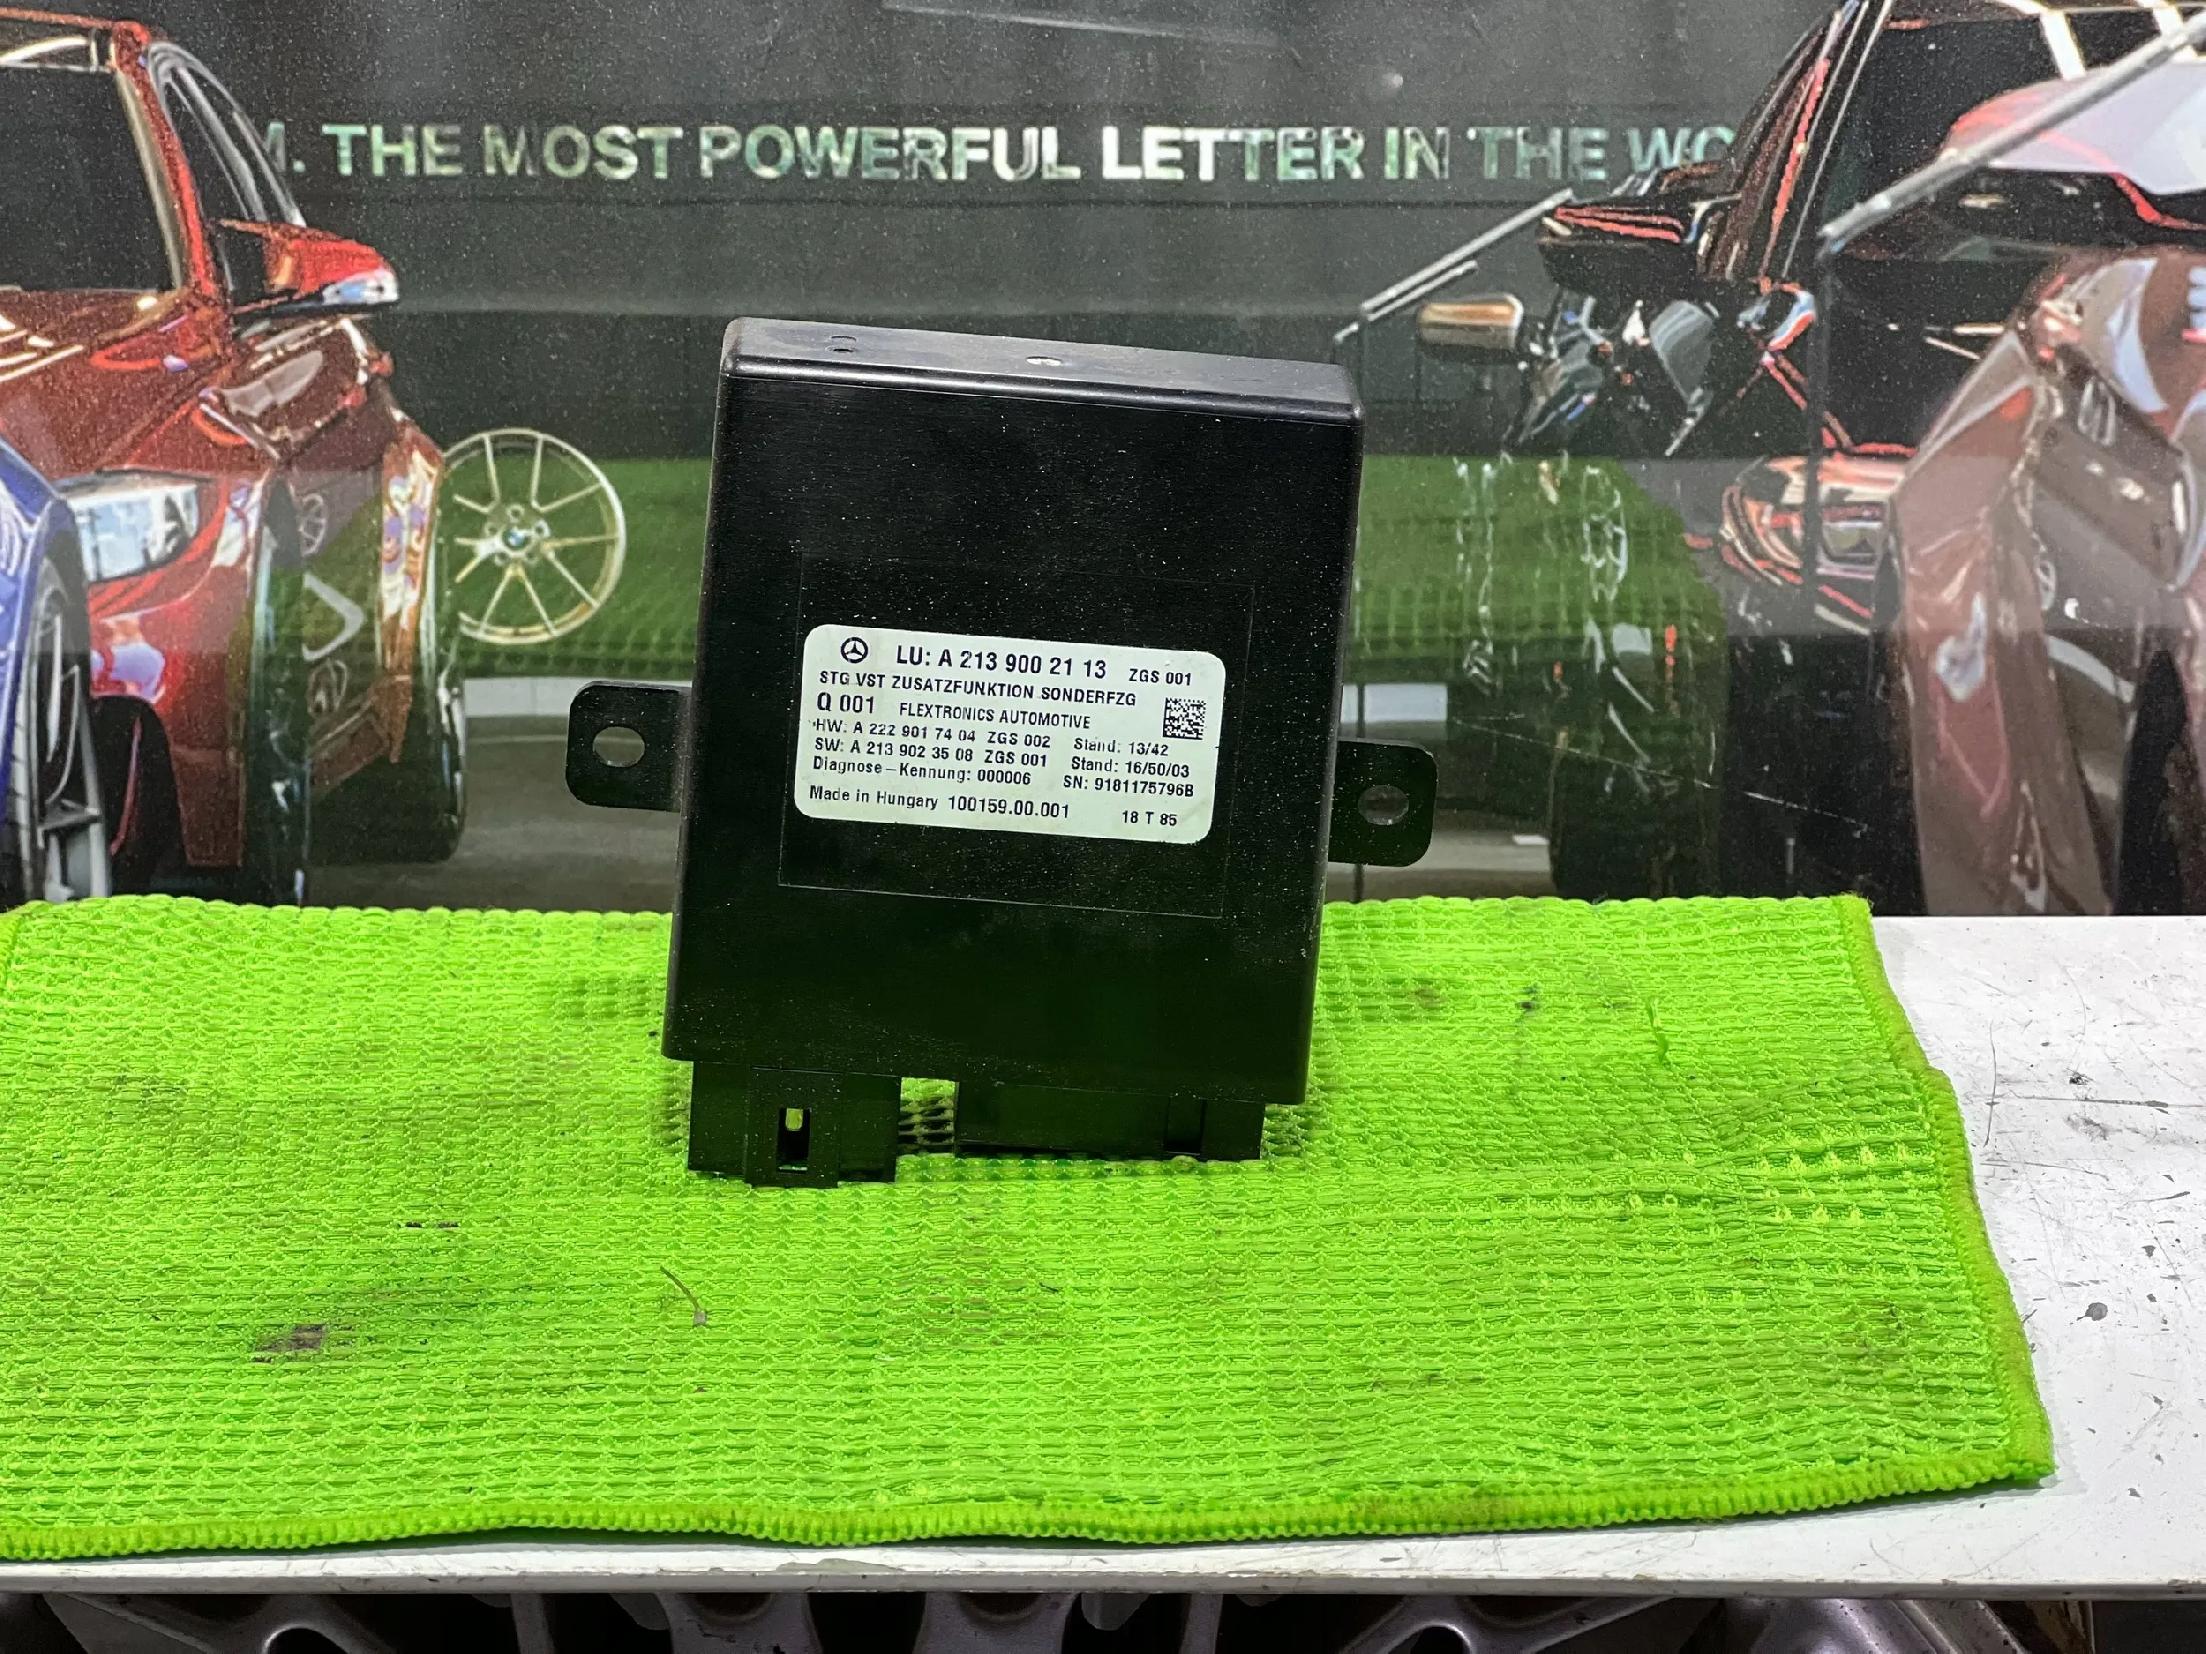 M. THE MOST POWERFUL LETTER IN THE WO
LU: A 213 900 21 13 ZGS 001
STG VST ZUSATZFUNKTION SONDERFZG
Q 001 FLEXTRONICS AUTOMOTIVE
HW: A 222 901 74 04 ZGS 002 Stand: 13/42
SW: A 213 902 35 08 ZGS 001 Stand: 16/50/03
Diagnose-Kennung: 000006 SN: 9181175796B
Made in Hungary 100159.00.001 18 T 85